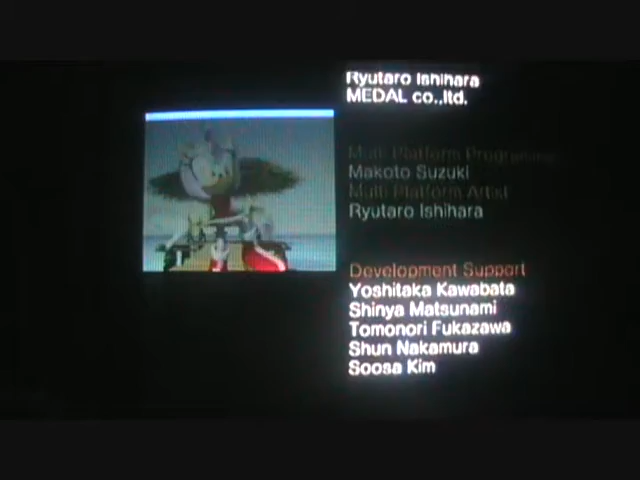 Ryutaro Ishihara
MEDAL co.,ltd.
Multi Platform
Makoto Suzuki
Multi Platform Artist
Ryutaro Ishihara
Development Support
Yoshitaka Kawabata
Shinya Matsunami
Tomonori Fukazawa
Shun Nakamura
Soosa Kim